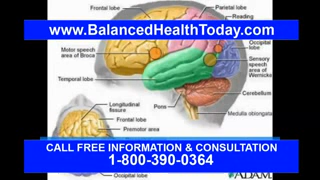 www.BalancedHealthToday.com
Frontal lobe
Parietal lobe
Motor speech
area of Broca
Occipital
lobe
Sensory
speech
area of
Wernicke
Temporal lobe
Cerebellum
Pons
Medulla oblongata
Longitudinal
fissure
Frontal lobe
Premotor area
CALL FREE INFORMATION & CONSULTATION
1-800-390-0364
Occipital lobe
ADAM